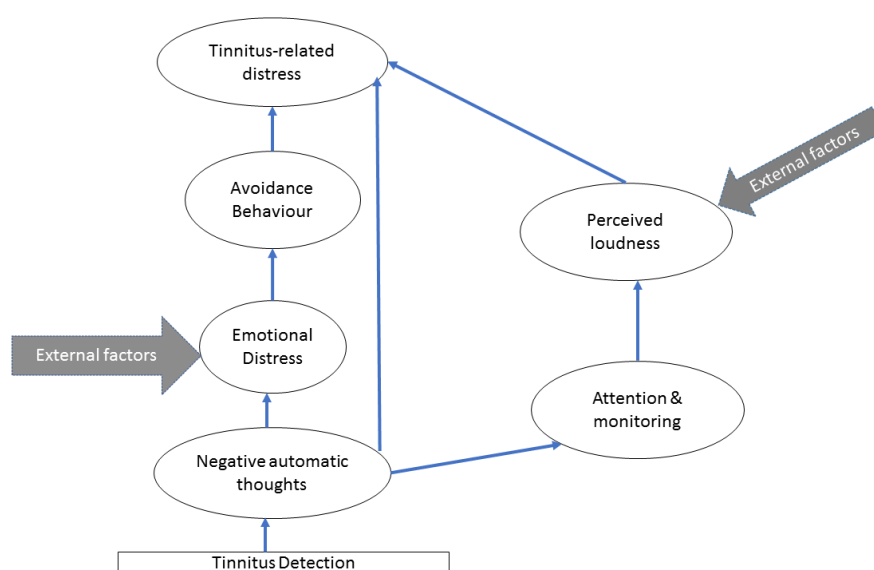 Tinnitus-related
distress
Avoidance
Behaviour
Perceived
loudness
External factors
Emotional
Distress
External factors
Attention &
monitoring
Negative automatic
thoughts
Tinnitus Detection